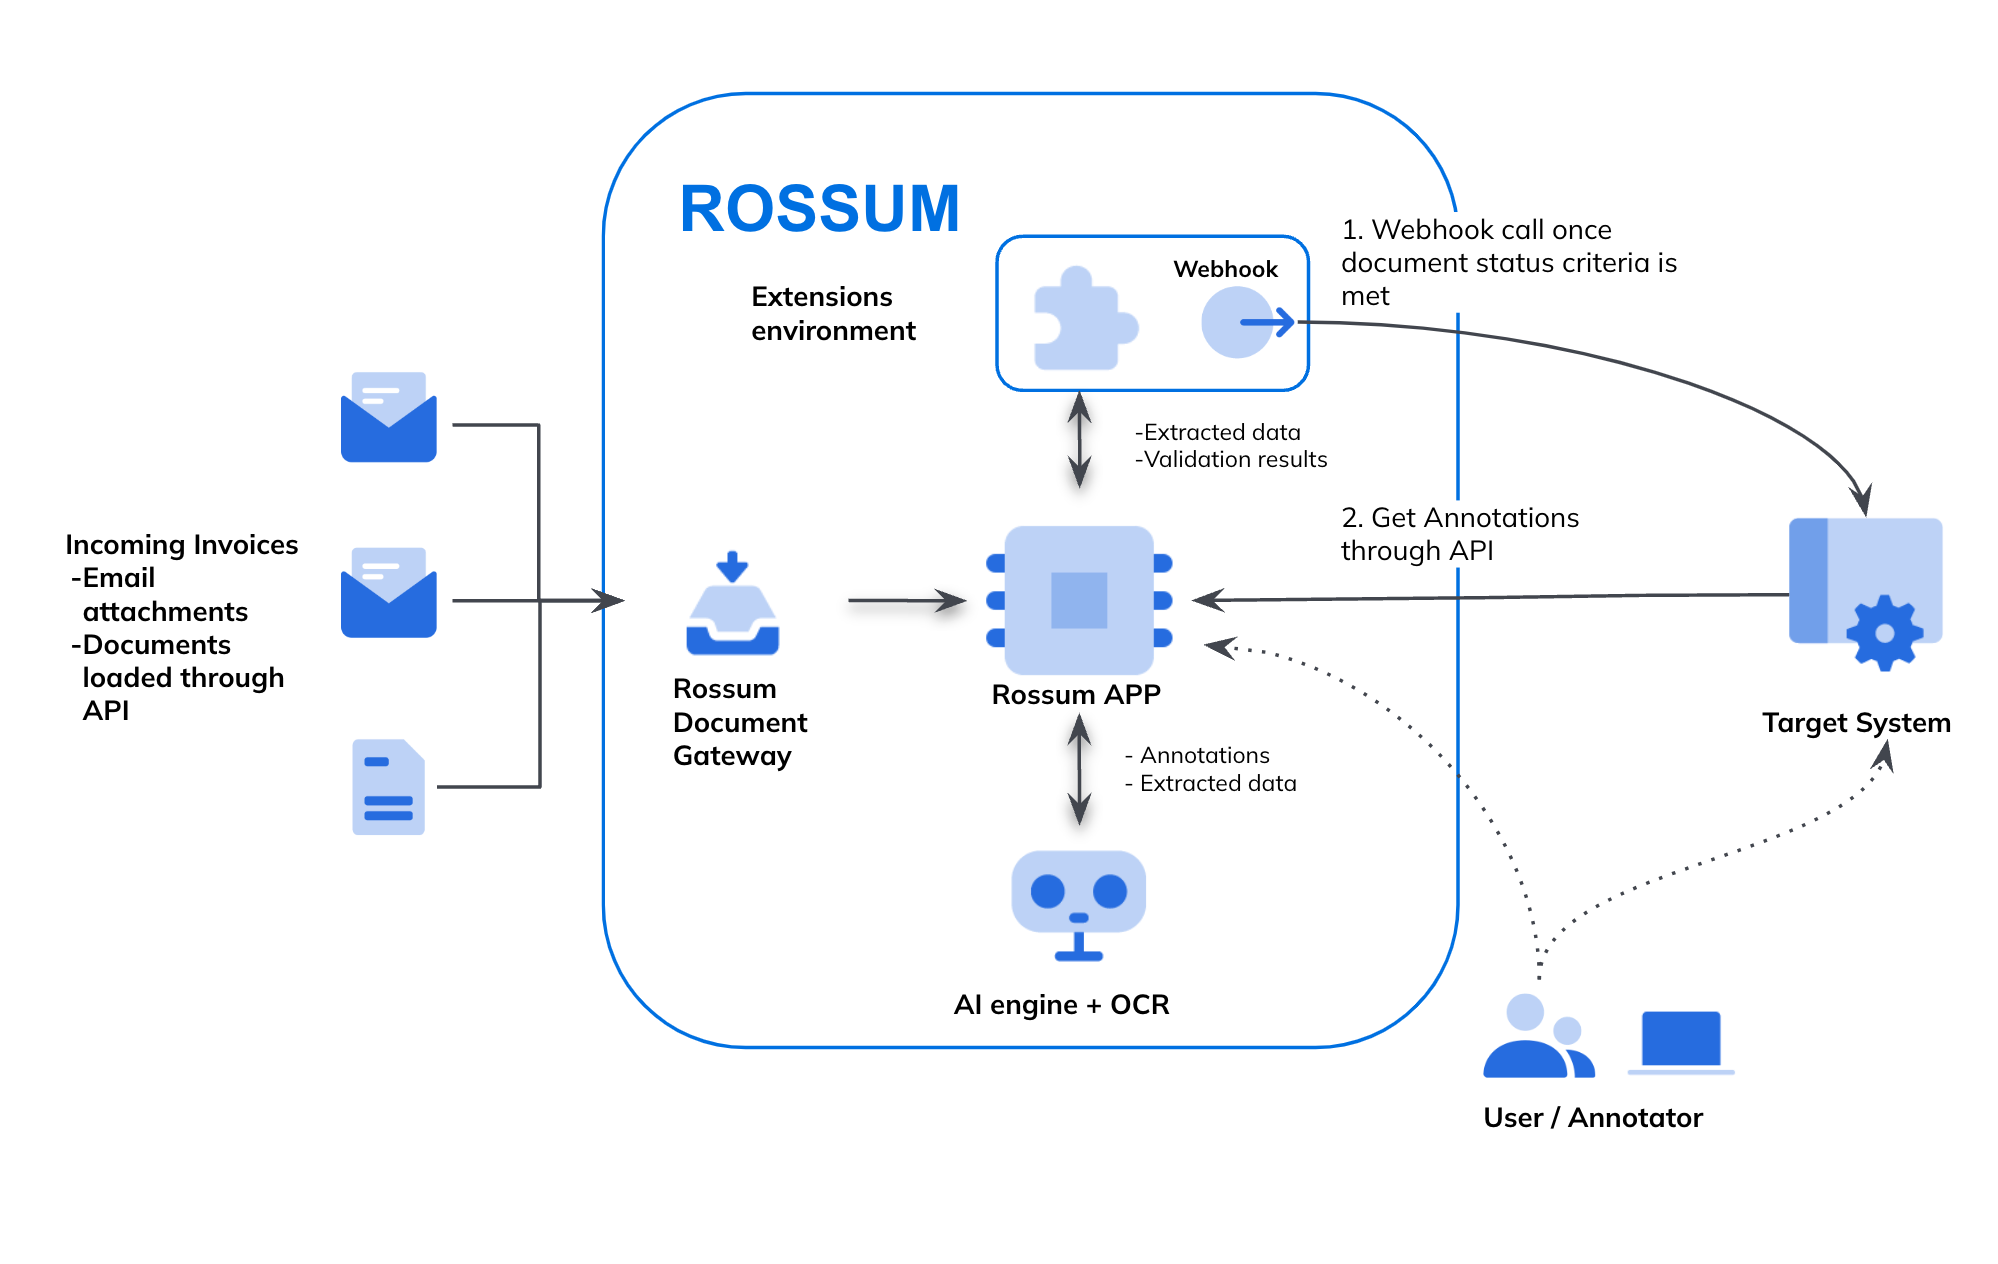 ROSSUM
Extensions
environment
Webhook
1. Webhook call once
document status criteria is
met
-Extracted data
-Validation results
2. Get Annotations
through API
Incoming Invoices
-Email
attachments
-Documents
loaded through
API
Rossum
Document
Gateway
Rossum APP
Target System
- Annotations
- Extracted data
AI engine + OCR
User / Annotator